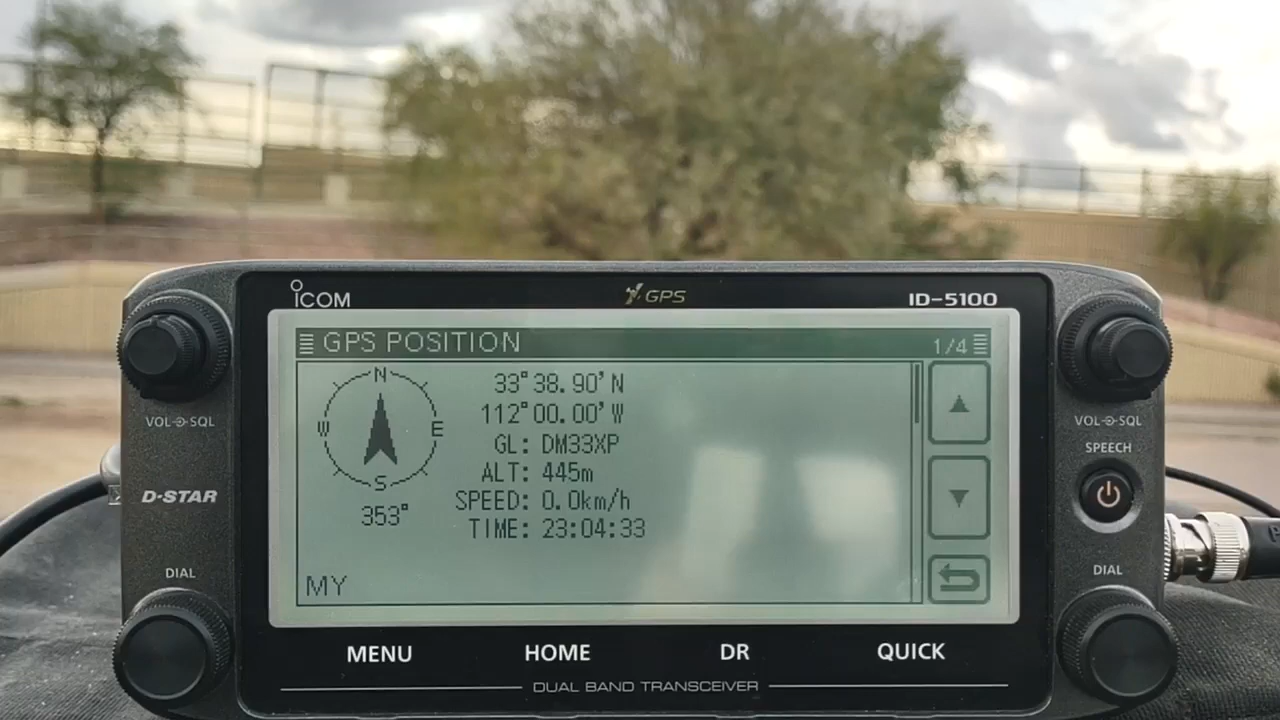 ICOM
GPS
ID-5100
GPS POSITION
1/4
N
W
E
S
353°
33°38.90'N
112°00.00'W
GL: DM33XP
ALT: 445m
SPEED: 0.0km/h
TIME: 23:04:33
MY
VOL SQL
D-STAR
DIAL
VOL SQL
SPEECH
DIAL
MENU
HOME
DR
QUICK
DUAL BAND TRANSCEIVER